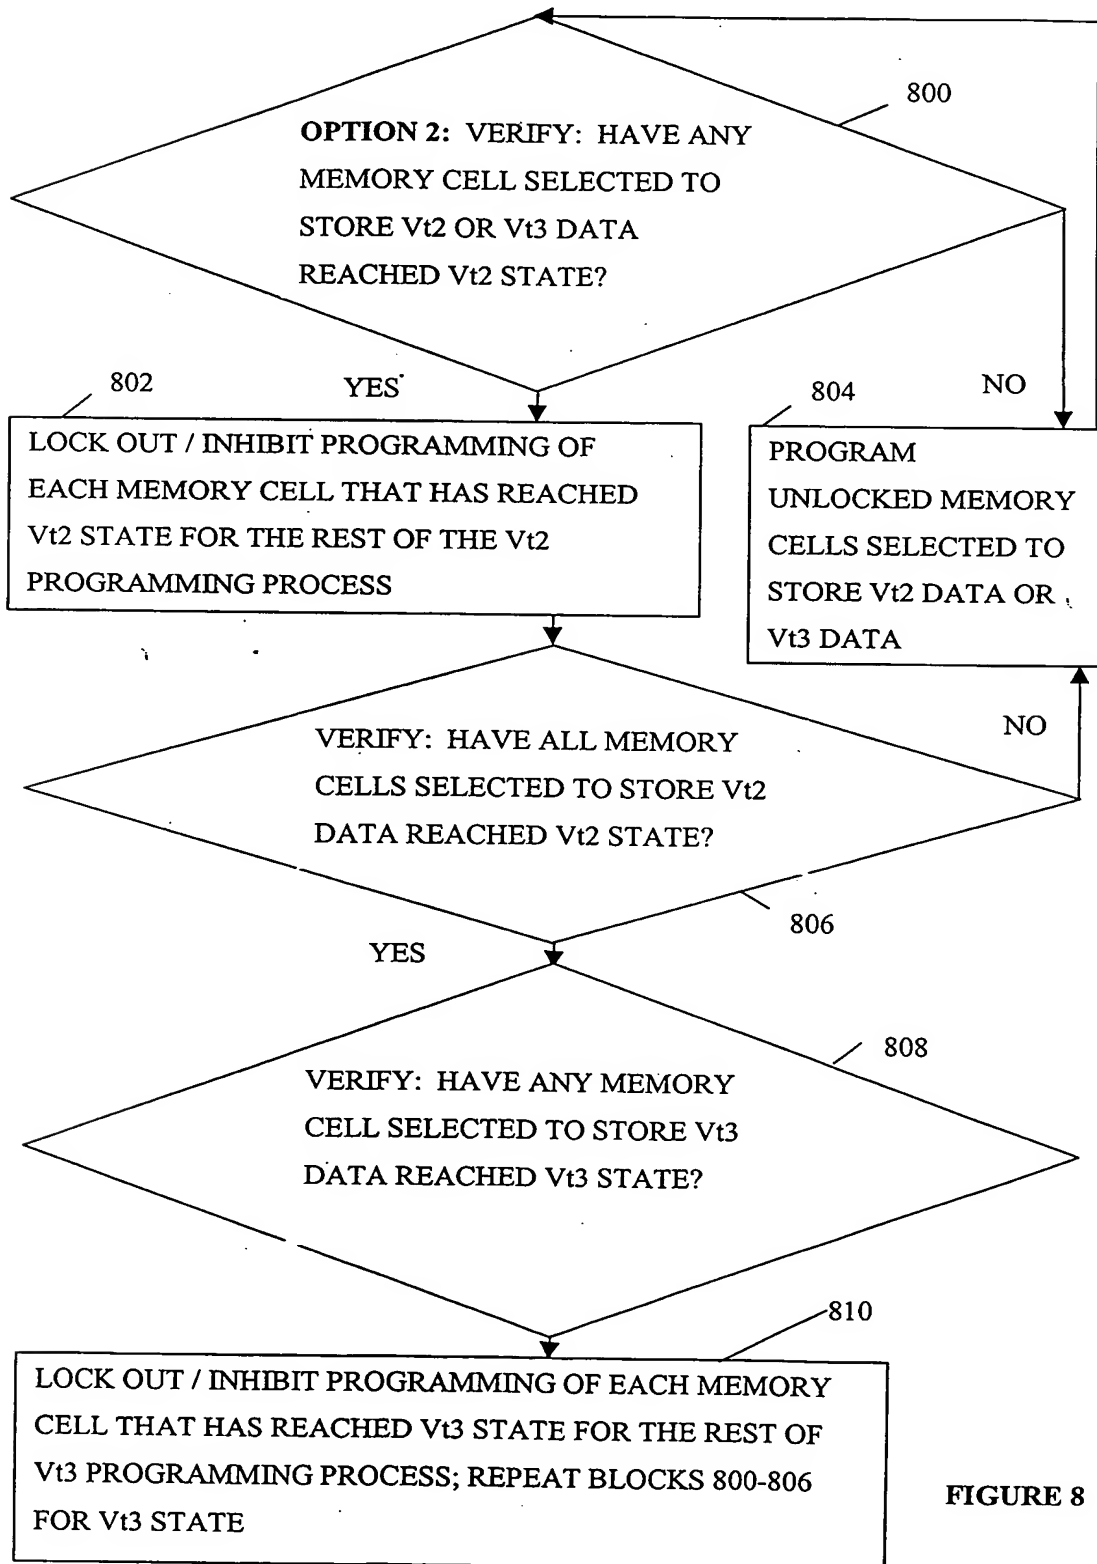 800
OPTION 2: VERIFY: HAVE ANY
MEMORY CELL SELECTED TO
STORE Vt2 OR Vt3 DATA
REACHED Vt2 STATE?
802
YES
804
NO
LOCK OUT / INHIBIT PROGRAMMING OF
EACH MEMORY CELL THAT HAS REACHED
Vt2 STATE FOR THE REST OF THE Vt2
PROGRAMMING PROCESS
PROGRAM
UNLOCKED MEMORY
CELLS SELECTED TO
STORE Vt2 DATA OR
Vt3 DATA
NO
VERIFY: HAVE ALL MEMORY
CELLS SELECTED TO STORE Vt2
DATA REACHED Vt2 STATE?
806
YES
808
VERIFY: HAVE ANY MEMORY
CELL SELECTED TO STORE Vt3
DATA REACHED Vt3 STATE?
810
LOCK OUT / INHIBIT PROGRAMMING OF EACH MEMORY
CELL THAT HAS REACHED Vt3 STATE FOR THE REST OF
Vt3 PROGRAMMING PROCESS; REPEAT BLOCKS 800-806
FOR Vt3 STATE
FIGURE 8